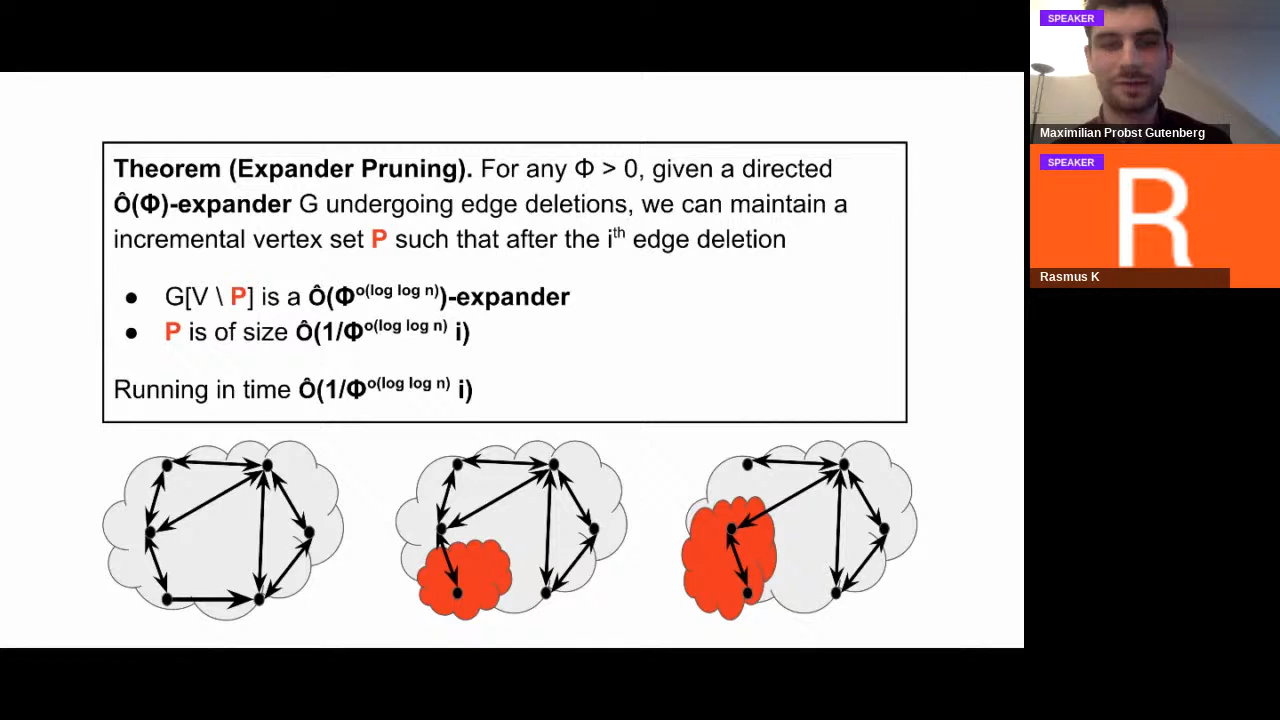 Theorem (Expander Pruning). For any Φ > 0, given a directed
Ô(Φ)-expander G undergoing edge deletions, we can maintain a
incremental vertex set P such that after the iᵗʰ edge deletion
● G[V \ P] is a Ô(Φᵒ⁽ˡᵒᵍ ˡᵒᵍ ⁿ⁾)-expander
● P is of size Ô(1/Φᵒ⁽ˡᵒᵍ ˡᵒᵍ ⁿ⁾ i)
Running in time Ô(1/Φᵒ⁽ˡᵒᵍ ˡᵒᵍ ⁿ⁾ i)
SPEAKER
Maximilian Probst Gutenberg
SPEAKER
R
Rasmus K